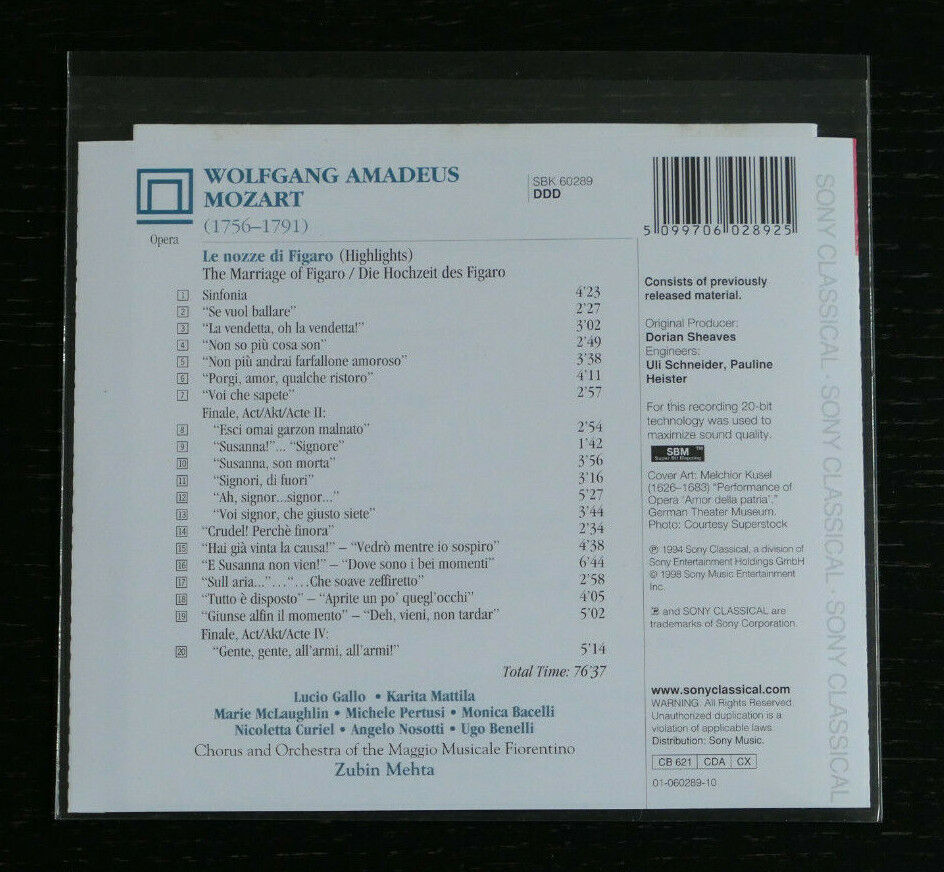 WOLFGANG AMADEUS
MOZART
(1756–1791)
Opera
SBK 60289
DDD
5 099706 028925
Le nozze di Figaro (Highlights)
The Marriage of Figaro / Die Hochzeit des Figaro
1 Sinfonia 4'23
2 “Se vuol ballare” 2'27
3 “La vendetta, oh la vendetta!” 3'02
4 “Non so più cosa son” 2'49
5 “Non più andrai farfallone amoroso” 3'38
6 “Porgi, amor, qualche ristoro” 4'11
7 “Voi che sapete” 2'57
Finale, Act/Akt/Acte II:
8 “Esci omai garzon malnato” 2'54
9 “Susanna!”... “Signore” 1'42
10 “Susanna, son morta” 3'56
11 “Signori, di fuori” 3'16
12 “Ah, signor...signor...” 5'27
13 “Voi signor, che giusto siete” 3'44
14 “Crudel! Perchè finora” 2'34
15 “Hai già vinta la causa!” – “Vedrò mentre io sospiro” 4'38
16 “E Susanna non vien!” – “Dove sono i bei momenti” 6'44
17 “Sull aria...”…“…Che soave zeffiretto” 2'58
18 “Tutto è disposto” – “Aprite un po' quegl'occhi” 4'05
19 “Giunse alfin il momento” – “Deh, vieni, non tardar” 5'02
Finale, Act/Akt/Acte IV:
20 “Gente, gente, all'armi, all'armi!” 5'14
Total Time: 76'37
Lucio Gallo • Karita Mattila
Marie McLaughlin • Michele Pertusi • Monica Bacelli
Nicoletta Curiel • Angelo Nosotti • Ugo Benelli
Chorus and Orchestra of the Maggio Musicale Fiorentino
Zubin Mehta
Consists of previously
released material.
Original Producer:
Dorian Sheaves
Engineers:
Uli Schneider, Pauline
Heister
For this recording 20-bit
technology was used to
maximize sound quality.
SBM™
Super Bit Mapping
Cover Art: Melchior Kusel
(1626–1683) “Performance of
Opera ‘Amor della patria’.”
German Theater Museum.
Photo: Courtesy Superstock
℗ 1994 Sony Classical, a division of
Sony Entertainment Holdings GmbH
© 1998 Sony Music Entertainment
Inc.
and SONY CLASSICAL are
trademarks of Sony Corporation.
www.sonyclassical.com
WARNING: All Rights Reserved.
Unauthorized duplication is a
violation of applicable laws.
Distribution: Sony Music.
CB 621 CDA CX
01-060289-10
SONY CLASSICAL · SONY CLASSICAL · SONY CLASSICAL · SONY CLASSICAL